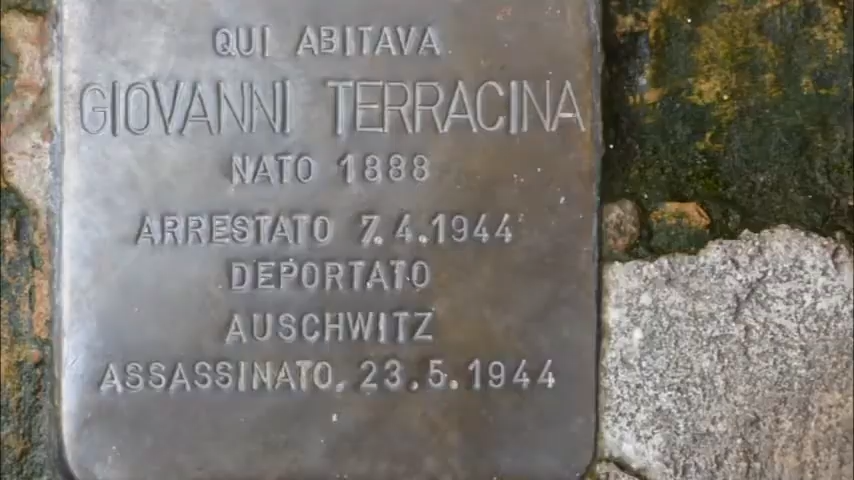 QUI ABITAVA
GIOVANNI TERRACINA
NATO 1888
ARRESTATO 7.4.1944
DEPORTATO
AUSCHWITZ
ASSASSINATO. 23.5.1944